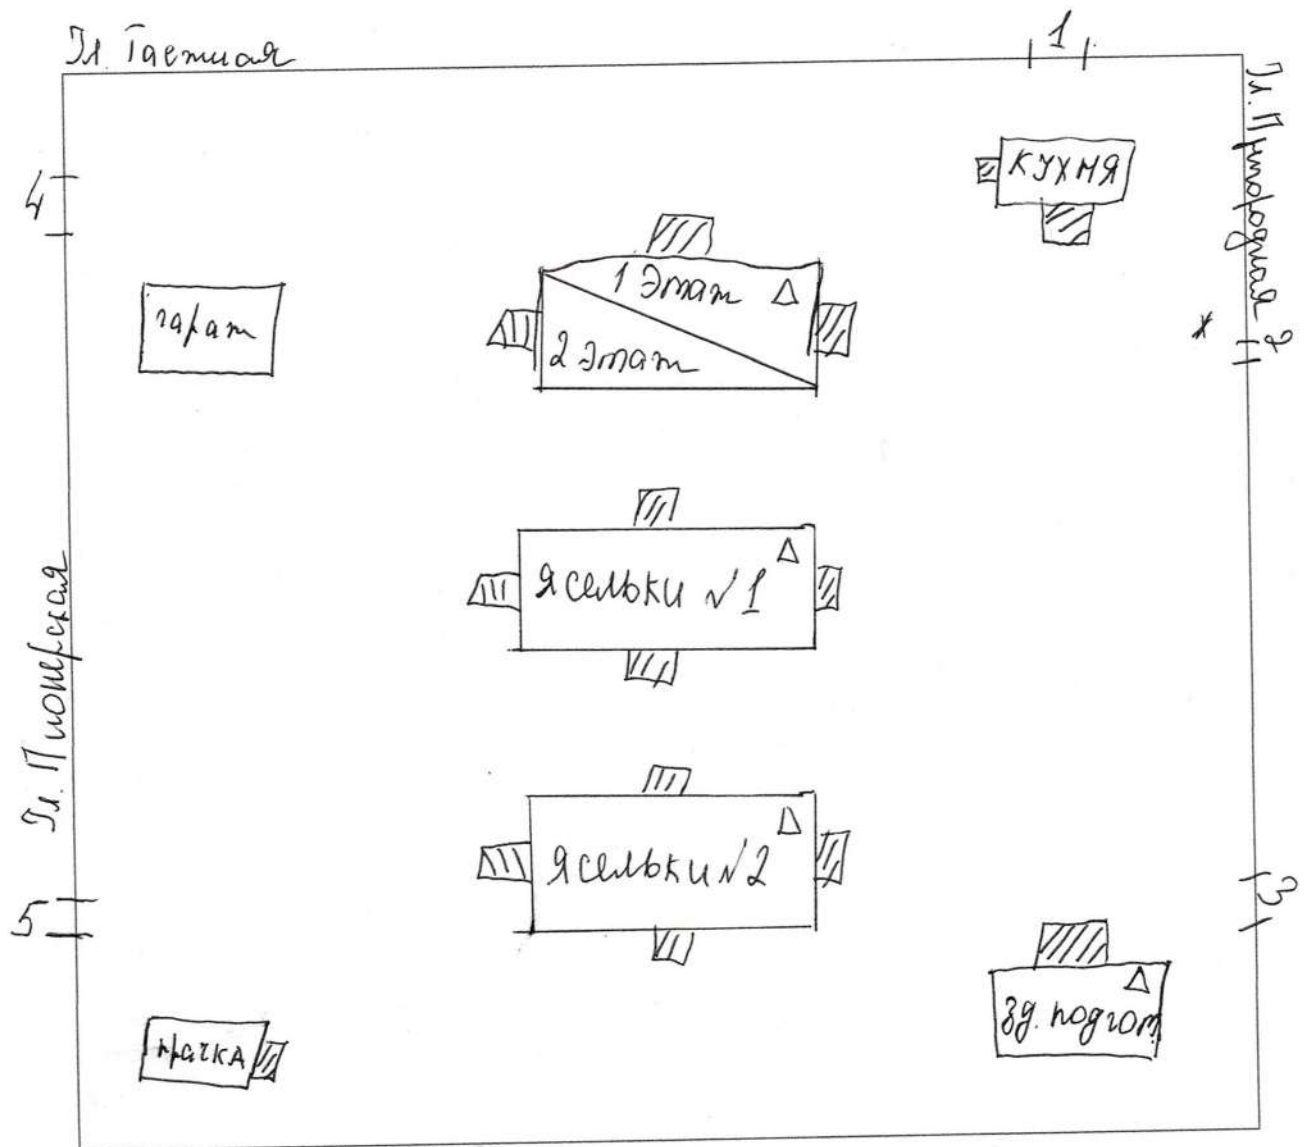 Ул. Таежная
1
Ул. Природная
4
КУХНЯ
1 Этаж
2 этаж
гараж
2
Ясельки №1
Ул. Пионерская
Ясельки №2
5
3
зд. подгот.
прачка